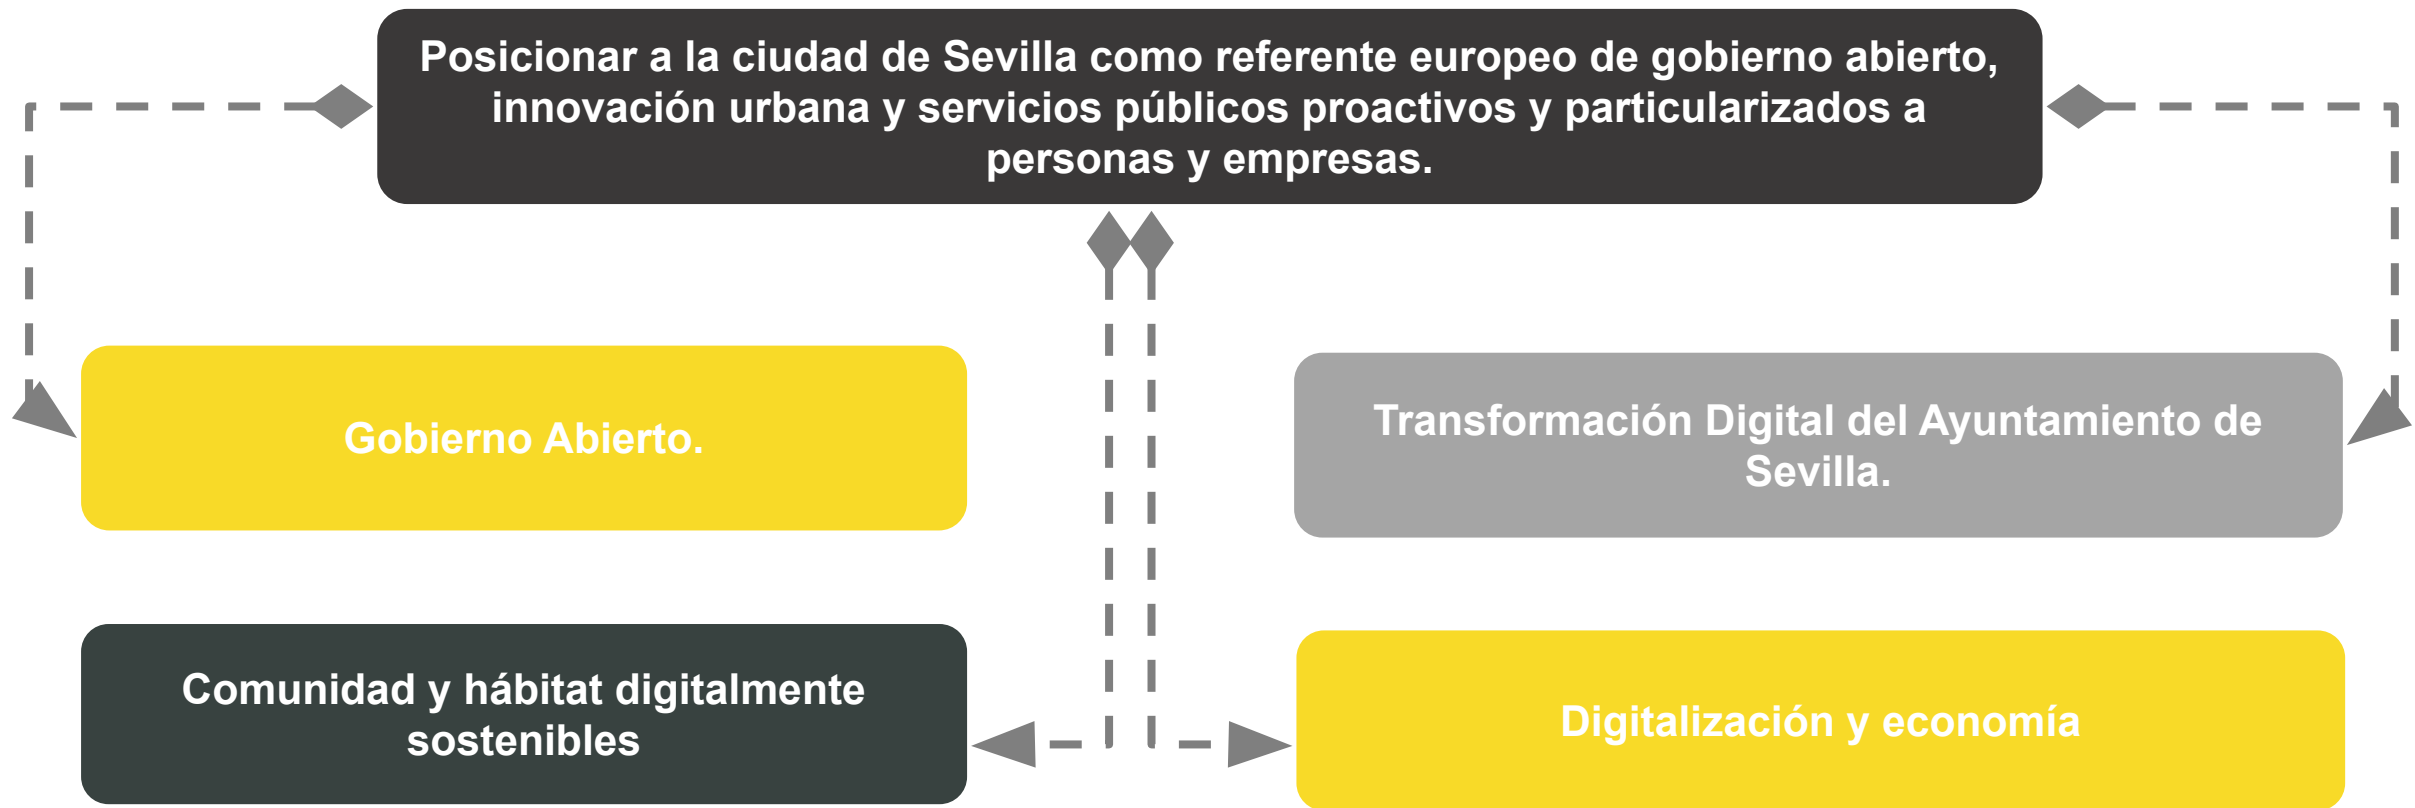 Posicionar a la ciudad de Sevilla como referente europeo de gobierno abierto,
innovación urbana y servicios públicos proactivos y particularizados a
personas y empresas.
Gobierno Abierto.
Transformación Digital del Ayuntamiento de
Sevilla.
Comunidad y hábitat digitalmente
sostenibles
Digitalización y economía